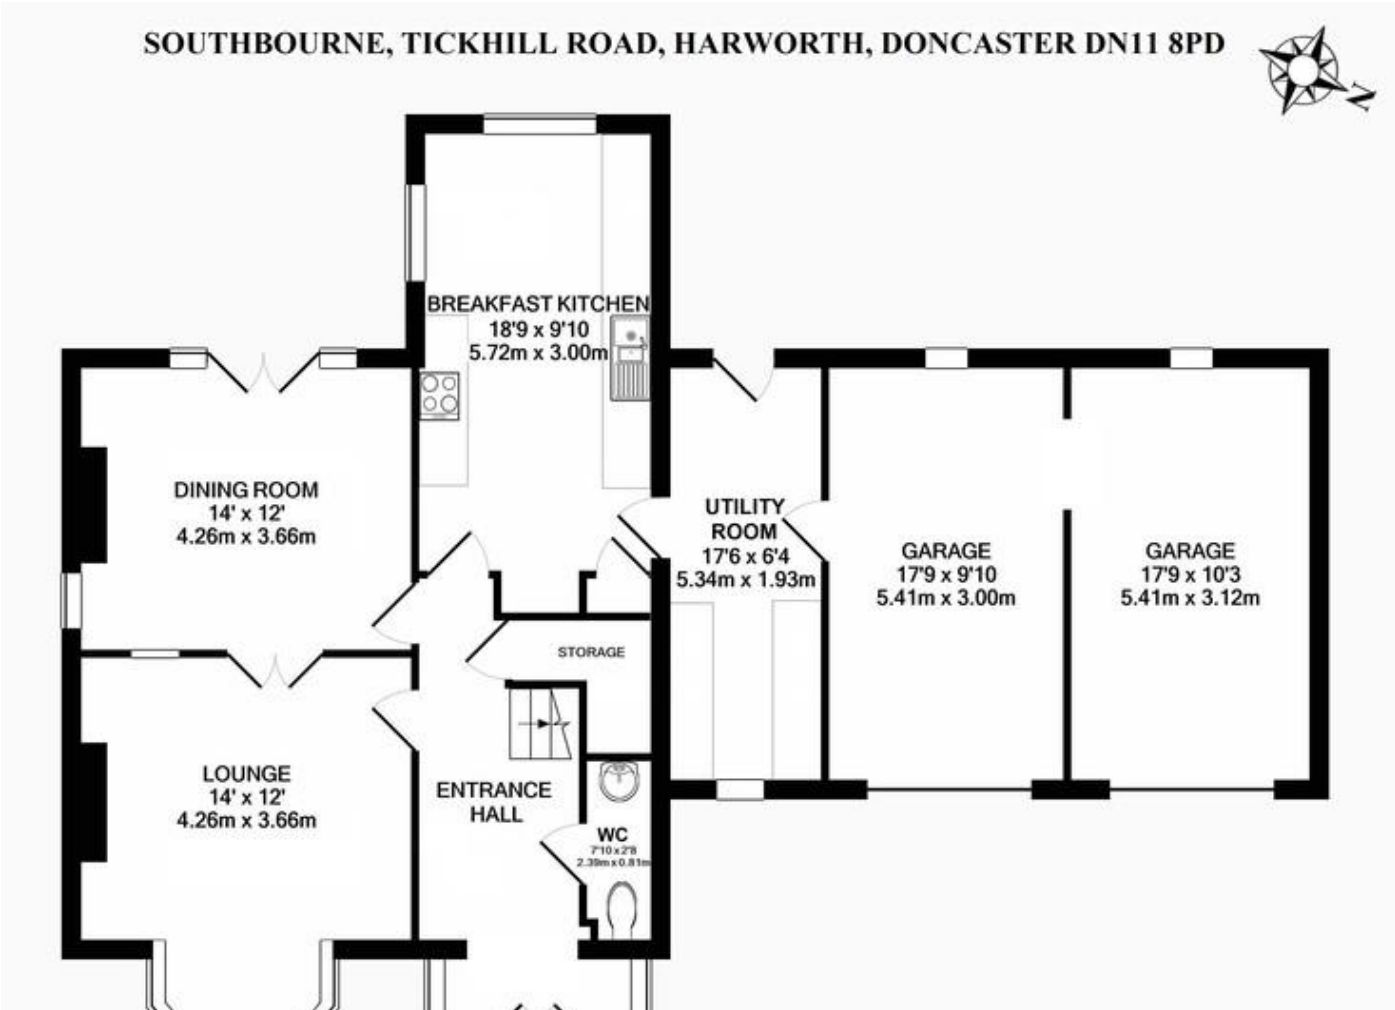 SOUTHBOURNE, TICKHILL ROAD, HARWORTH, DONCASTER DN11 8PD
N
BREAKFAST KITCHEN
18'9 x 9'10
5.72m x 3.00m
DINING ROOM
14' x 12'
4.26m x 3.66m
UTILITY
ROOM
17'6 x 6'4
5.34m x 1.93m
GARAGE
17'9 x 9'10
5.41m x 3.00m
GARAGE
17'9 x 10'3
5.41m x 3.12m
STORAGE
LOUNGE
14' x 12'
4.26m x 3.66m
ENTRANCE
HALL
WC
7'10 x 2'8
2.39m x 0.81m